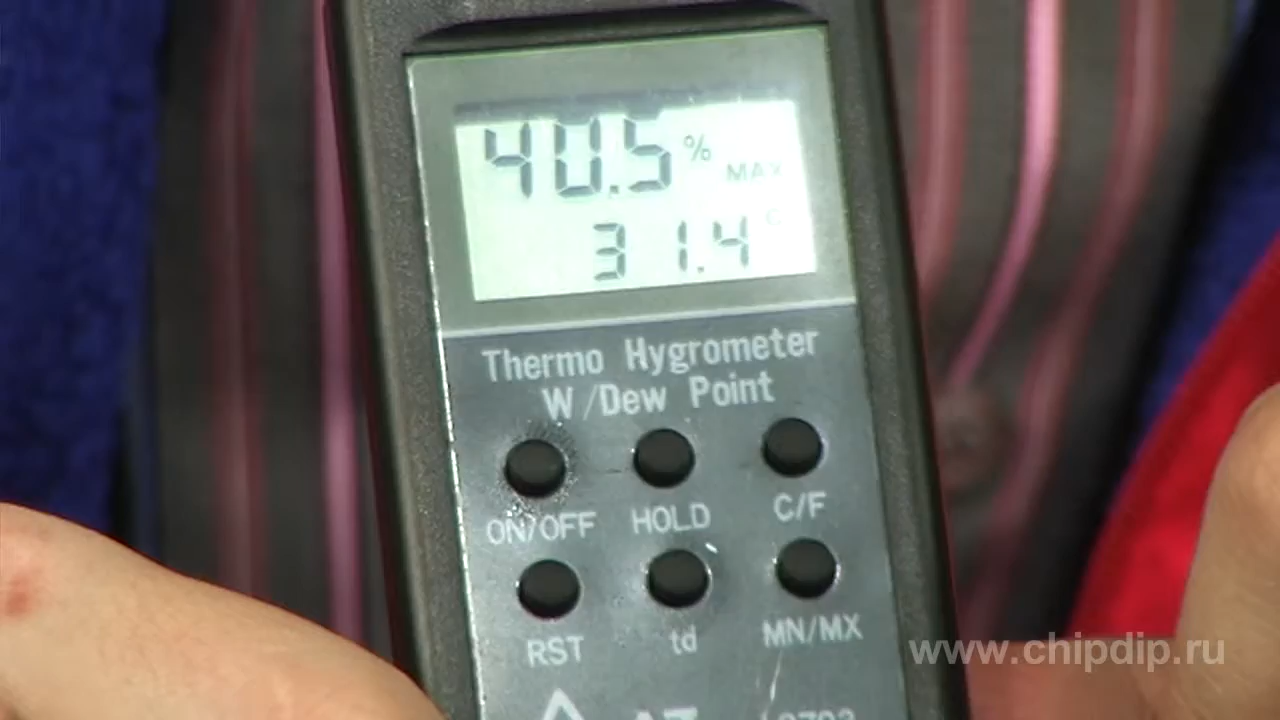 40.5 %
MAX
31.4 °C
Thermo Hygrometer
W/Dew Point
ON/OFF HOLD C/F
RST td MN/MX
www.chipdip.ru